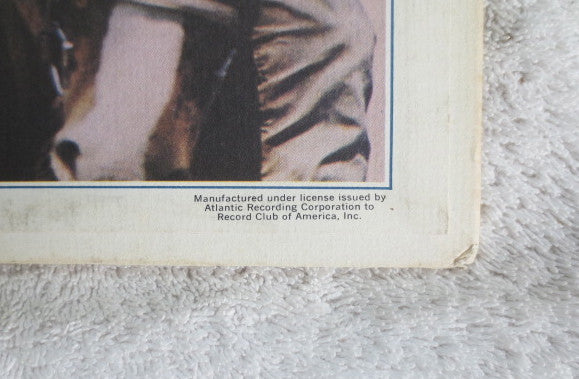 Manufactured under license issued by
Atlantic Recording Corporation to
Record Club of America, Inc.